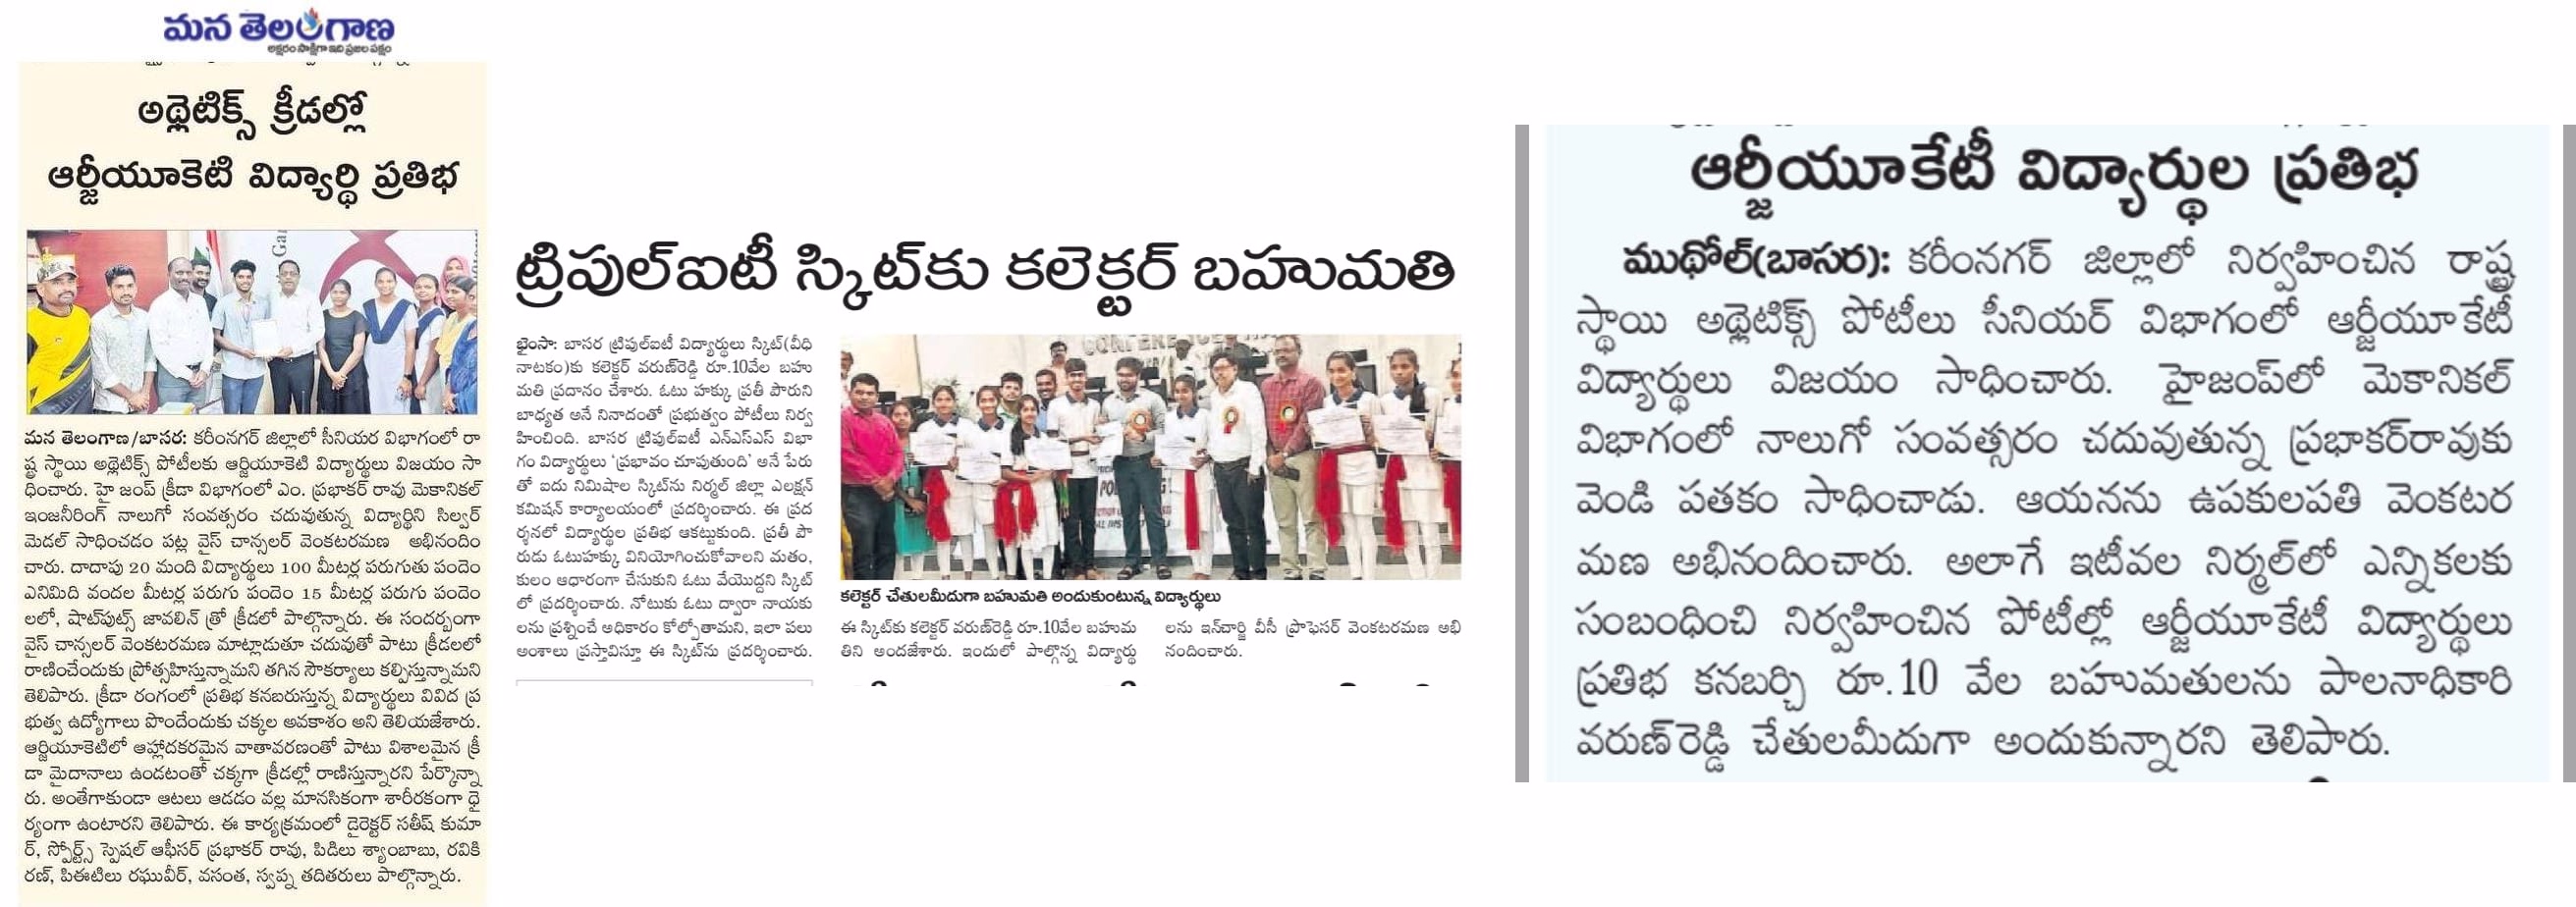 మన తెలంగాణ
అక్షరం సాక్షిగా ఇది ప్రజల పక్షం
అథ్లెటిక్స్ క్రీడల్లో
ఆర్జీయూకెటి విద్యార్థి ప్రతిభ
మన తెలంగాణ/బాసర: కరీంనగర్ జిల్లాలో సీనియర విభాగంలో రా
ష్ట్ర స్థాయి అథ్లెటిక్స్ పోటీలకు ఆర్జీయుకెటి విద్యార్థులు విజయం సా
ధించారు. హై జంప్ క్రీడా విభాగంలో ఎం. ప్రభాకర్ రావు మెకానికల్
ఇంజనీరింగ్ నాలుగో సంవత్సరం చదువుతున్న విద్యార్థిని సిల్వర్
మెడల్ సాధించడం పట్ల వైస్ చాన్సలర్ వెంకటరమణ అభినందిం
చారు. దాదాపు 20 మంది విద్యార్థులు 100 మీటర్ల పరుగుతు పందెం
ఎనిమిది వందల మీటర్ల పరుగు పందెం 15 మీటర్ల పరుగు పందెం
లలో, షాట్‌పుట్స్ జావలిన్ త్రో క్రీడలో పాల్గొన్నారు. ఈ సందర్భంగా
వైస్ చాన్సలర్ వెంకటరమణ మాట్లాడుతూ చదువుతో పాటు క్రీడలలో
రాణించేందుకు ప్రోత్సహిస్తున్నామని తగిన సౌకర్యాలు కల్పిస్తున్నామని
తెలిపారు. క్రీడా రంగంలో ప్రతిభ కనబరుస్తున్న విద్యార్థులు వివిద ప్ర
భుత్వ ఉద్యోగాలు పొందేందుకు చక్కల అవకాశం అని తెలియజేశారు.
ఆర్జియుకెటిలో ఆహ్లాదకరమైన వాతావరణంతో పాటు విశాలమైన క్రీ
డా మైదానాలు ఉండటంతో చక్కగా క్రీడల్లో రాణిస్తున్నారని పేర్కొన్నా
రు. అంతేగాకుండా ఆటలు ఆడడం వల్ల మానసికంగా శారీరకంగా ధై
ర్యంగా ఉంటారని తెలిపారు. ఈ కార్యక్రమంలో డైరెక్టర్ సతీష్ కుమా
ర్, స్పోర్ట్స్ స్పెషల్ ఆఫీసర్ ప్రభాకర్ రావు, పిడిలు శ్యాంబాబు, రవికి
రణ్, పిఈటిలు రఘువీర్, వసంత, స్వప్న తదితరులు పాల్గొన్నారు.
ట్రిపుల్‌ఐటీ స్కిట్‌కు కలెక్టర్ బహుమతి
భైంసా: బాసర ట్రిపుల్‌ఐటీ విద్యార్థులు స్కిట్(వీధి
నాటకం)కు కలెక్టర్ వరుణ్‌రెడ్డి రూ.10వేల బహు
మతి ప్రదానం చేశారు. ఓటు హక్కు ప్రతీ పౌరుని
బాధ్యత అనే నినాదంతో ప్రభుత్వం పోటీలు నిర్వ
హించింది. బాసర ట్రిపుల్‌ఐటీ ఎన్ఎస్ఎస్ విభా
గం విద్యార్థులు 'ప్రభావం చూపుతుంది' అనే పేరు
తో ఐదు నిమిషాల స్కిట్‌ను నిర్మల్ జిల్లా ఎలక్షన్
కమిషన్ కార్యాలయంలో ప్రదర్శించారు. ఈ ప్రద
ర్శనలో విద్యార్థుల ప్రతిభ ఆకట్టుకుంది. ప్రతీ పౌ
రుడు ఓటుహక్కు వినియోగించుకోవాలని మతం,
కులం ఆధారంగా చేసుకుని ఓటు వేయొద్దని స్కిట్
లో ప్రదర్శించారు. నోటుకు ఓటు ద్వారా నాయకు
లను ప్రశ్నించే అధికారం కోల్పోతామని, ఇలా పలు
అంశాలు ప్రస్తావిస్తూ ఈ స్కిట్‌ను ప్రదర్శించారు.
కలెక్టర్ చేతులమీదుగా బహుమతి అందుకుంటున్న విద్యార్థులు
ఈ స్కిట్‌కు కలెక్టర్ వరుణ్‌రెడ్డి రూ.10వేల బహుమ
తిని అందజేశారు. ఇందులో పాల్గొన్న విద్యార్థు
లను ఇన్‌చార్జి వీసీ ప్రొఫెసర్ వెంకటరమణ అభి
నందించారు.
ఆర్జీయూకేటీ విద్యార్థుల ప్రతిభ
ముథోల్(బాసర): కరీంనగర్ జిల్లాలో నిర్వహించిన రాష్ట్ర
స్థాయి అథ్లెటిక్స్ పోటీలు సీనియర్ విభాగంలో ఆర్జీయూకేటీ
విద్యార్థులు విజయం సాధించారు. హైజంప్‌లో మెకానికల్
విభాగంలో నాలుగో సంవత్సరం చదువుతున్న ప్రభాకర్‌రావుకు
వెండి పతకం సాధించాడు. ఆయనను ఉపకులపతి వెంకటర
మణ అభినందించారు. అలాగే ఇటీవల నిర్మల్‌లో ఎన్నికలకు
సంబంధించి నిర్వహించిన పోటీల్లో ఆర్జీయూకేటీ విద్యార్థులు
ప్రతిభ కనబర్చి రూ.10 వేల బహుమతులను పాలనాధికారి
వరుణ్‌రెడ్డి చేతులమీదుగా అందుకున్నారని తెలిపారు.